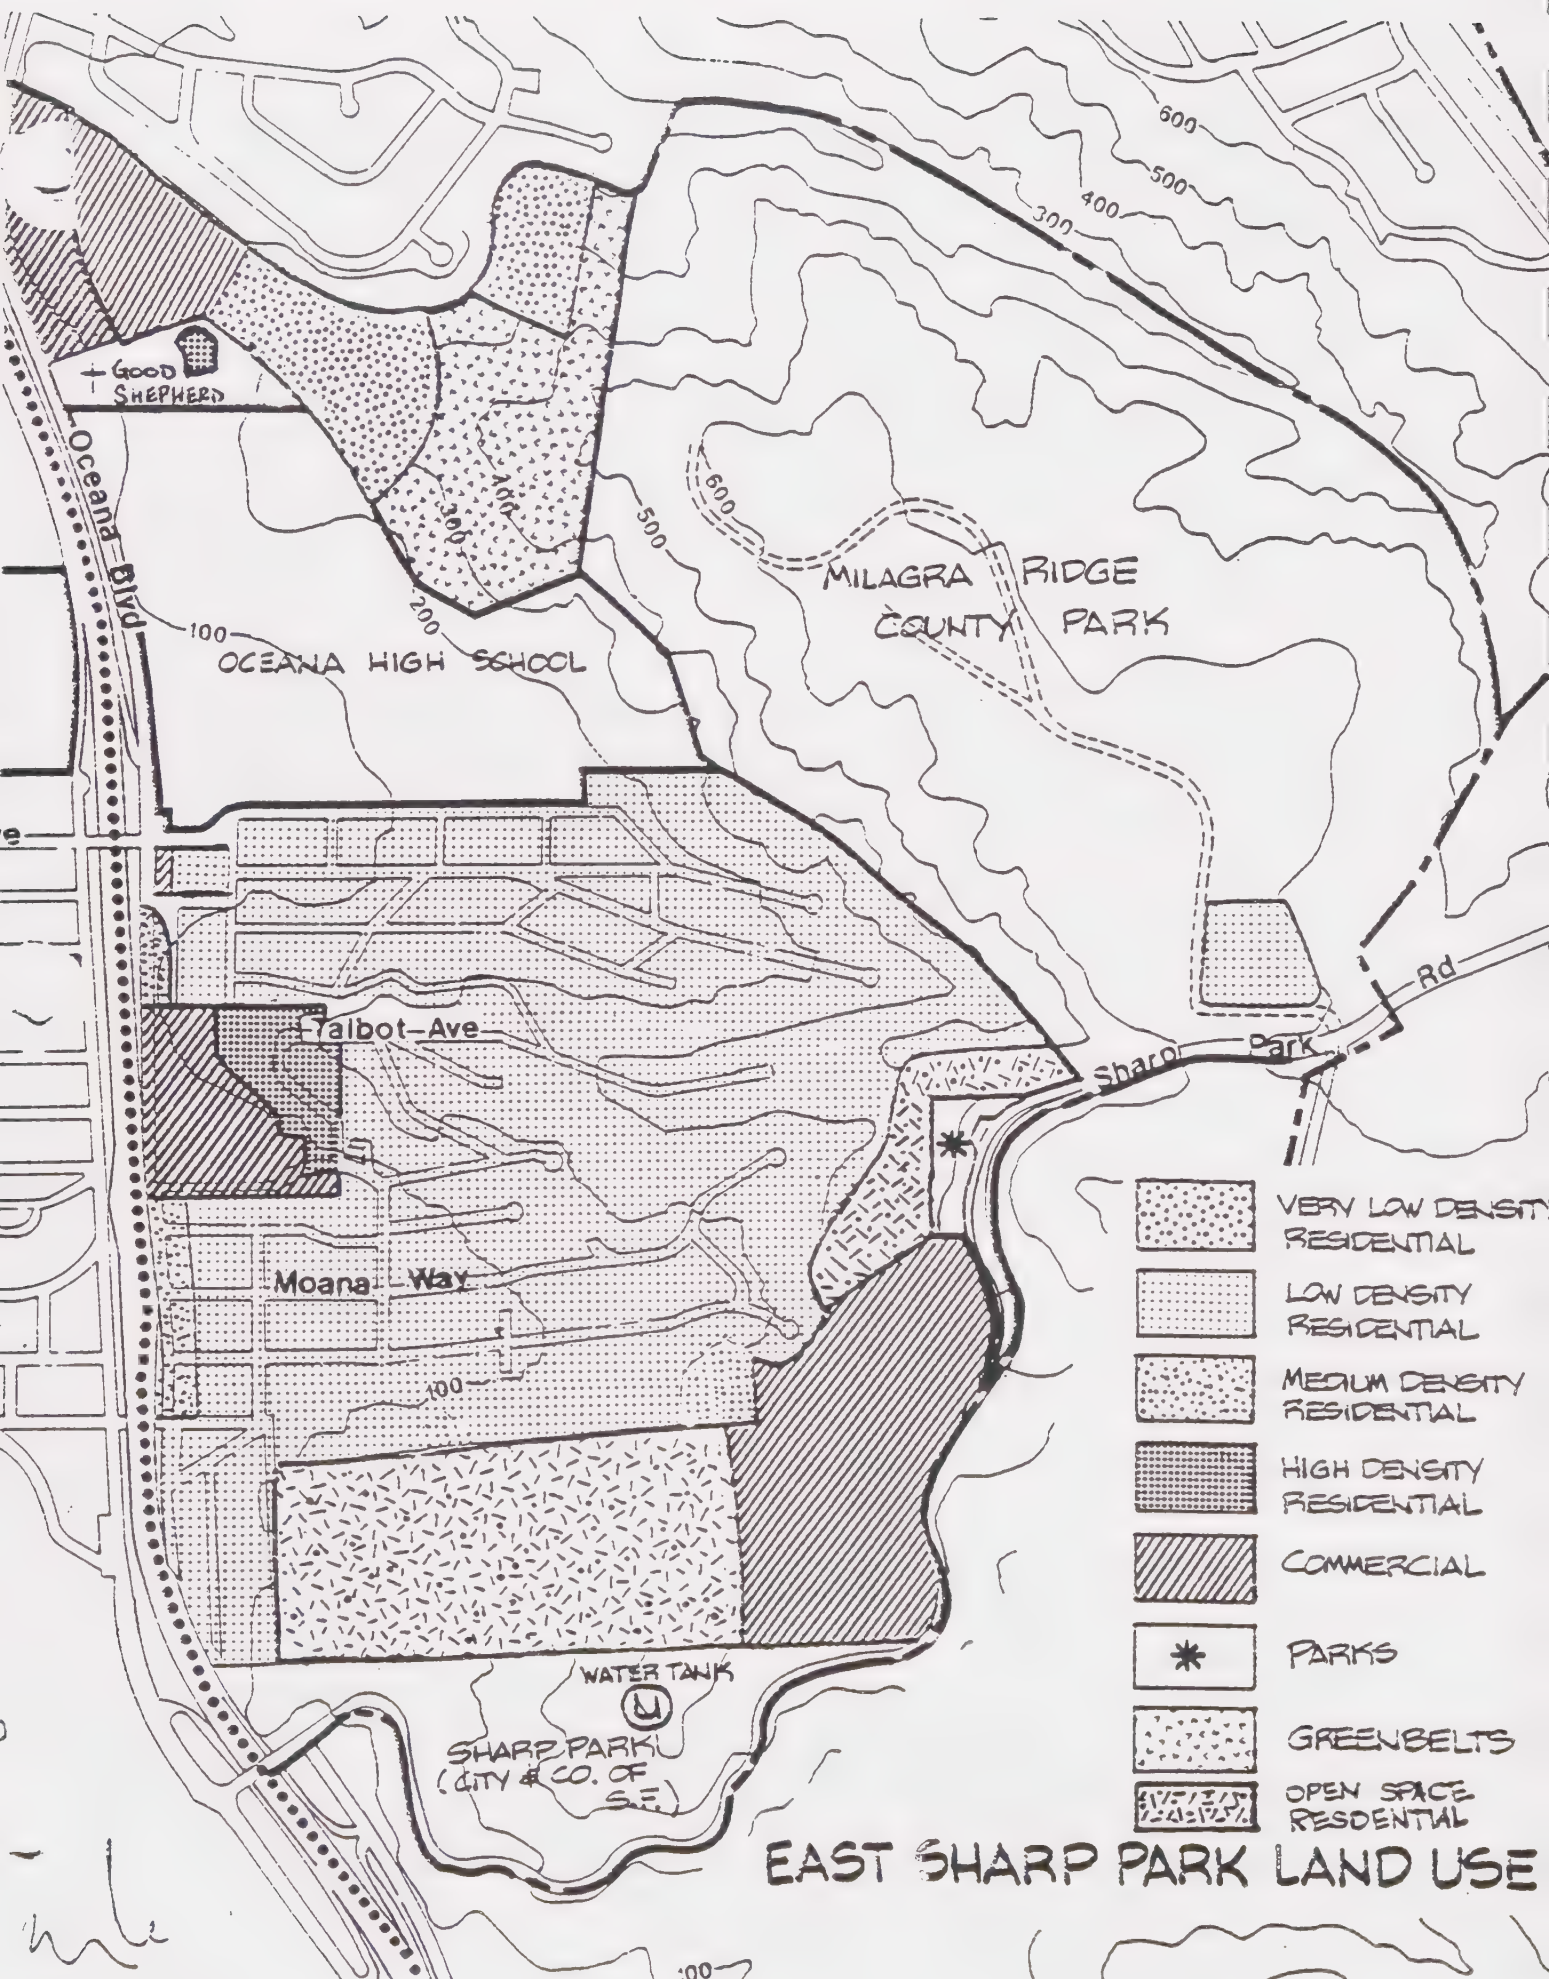 600
500
400
300
GOOD
SHEPHERD
Oceana Blvd
600
500
400
300
200
MILAGRA RIDGE
COUNTY PARK
100
OCEANA HIGH SCHOOL
e
Rd
Talbot-Ave
Park
Sharp
VERY LOW DENSITY
RESIDENTIAL
Moana Way
LOW DENSITY
RESIDENTIAL
100
MEDIUM DENSITY
RESIDENTIAL
HIGH DENSITY
RESIDENTIAL
COMMERCIAL
PARKS
WATER TANK
SHARP PARK
(CITY & CO. OF
S.F.)
GREENBELTS
OPEN SPACE
RESDENTIAL
EAST SHARP PARK LAND USE